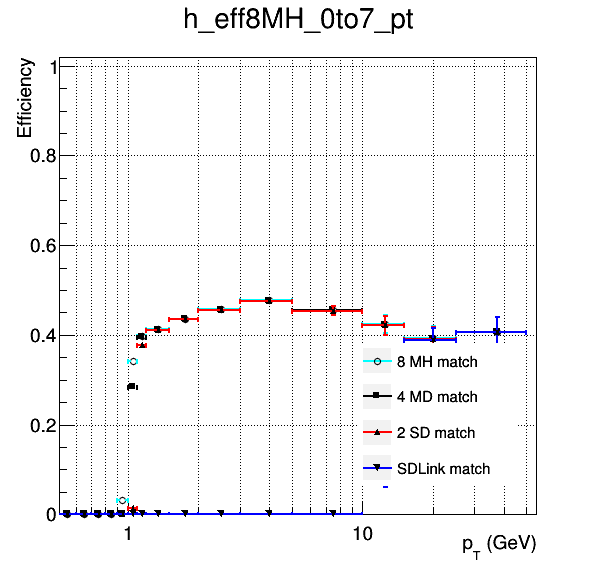 h_eff8MH_0to7_pt
Efficiency
1
0.8
0.6
0.4
0.2
0
8 MH match
4 MD match
2 SD match
SDLink match
1
10
p_T (GeV)